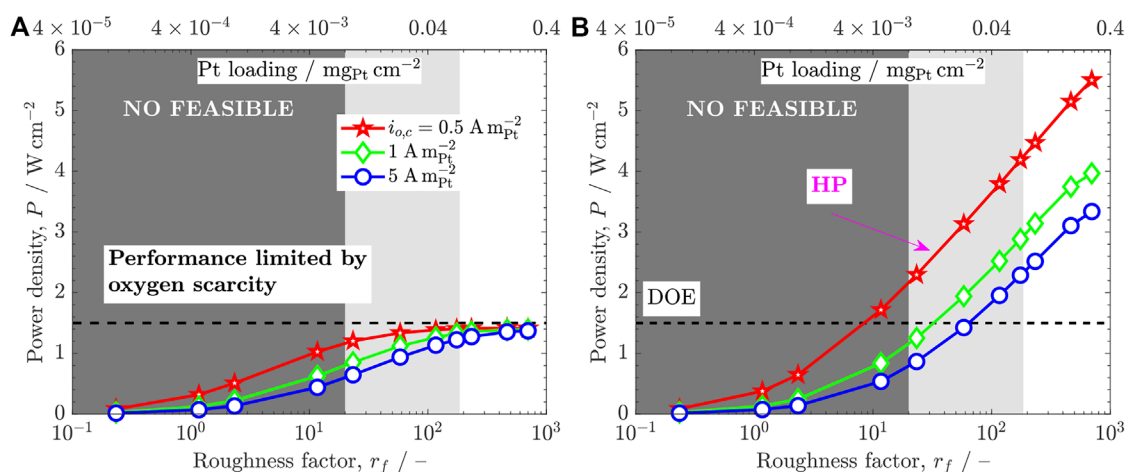 A
4 × 10⁻⁵ 4 × 10⁻⁴ 4 × 10⁻³ 0.04 0.4
Pt loading / mg_Pt cm⁻²
NO FEASIBLE
i_o,c = 0.5 A m_Pt⁻²
1 A m_Pt⁻²
5 A m_Pt⁻²
Performance limited by
oxygen scarcity
Power density, P / W cm⁻²
6
5
4
3
2
1
0
10⁻¹ 10⁰ 10¹ 10² 10³
Roughness factor, r_f / –
B
4 × 10⁻⁵ 4 × 10⁻⁴ 4 × 10⁻³ 0.04 0.4
Pt loading / mg_Pt cm⁻²
NO FEASIBLE
HP
DOE
Power density, P / W cm⁻²
6
5
4
3
2
1
0
10⁻¹ 10⁰ 10¹ 10² 10³
Roughness factor, r_f / –